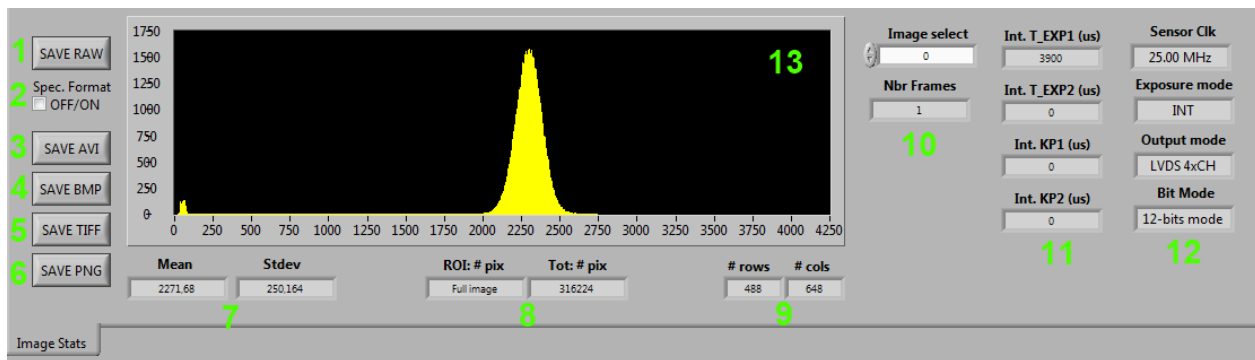 1 SAVE RAW
2 Spec. Format
OFF/ON
3 SAVE AVI
4 SAVE BMP
5 SAVE TIFF
6 SAVE PNG
1750
1500
1250
1000
750
500
250
0
0 250 500 750 1000 1250 1500 1750 2000 2250 2500 2750 3000 3250 3500 3750 4000 4250
13
Mean Stdev
2271,68 250,164
7
ROI: # pix Tot: # pix
Full image 316224
8
# rows # cols
488 648
9
Image select
0
Nbr Frames
1
10
Int. T_EXP1 (us)
3900
Int. T_EXP2 (us)
0
Int. KP1 (us)
0
Int. KP2 (us)
0
11
Sensor Clk
25.00 MHz
Exposure mode
INT
Output mode
LVDS 4xCH
Bit Mode
12-bits mode
12
Image Stats